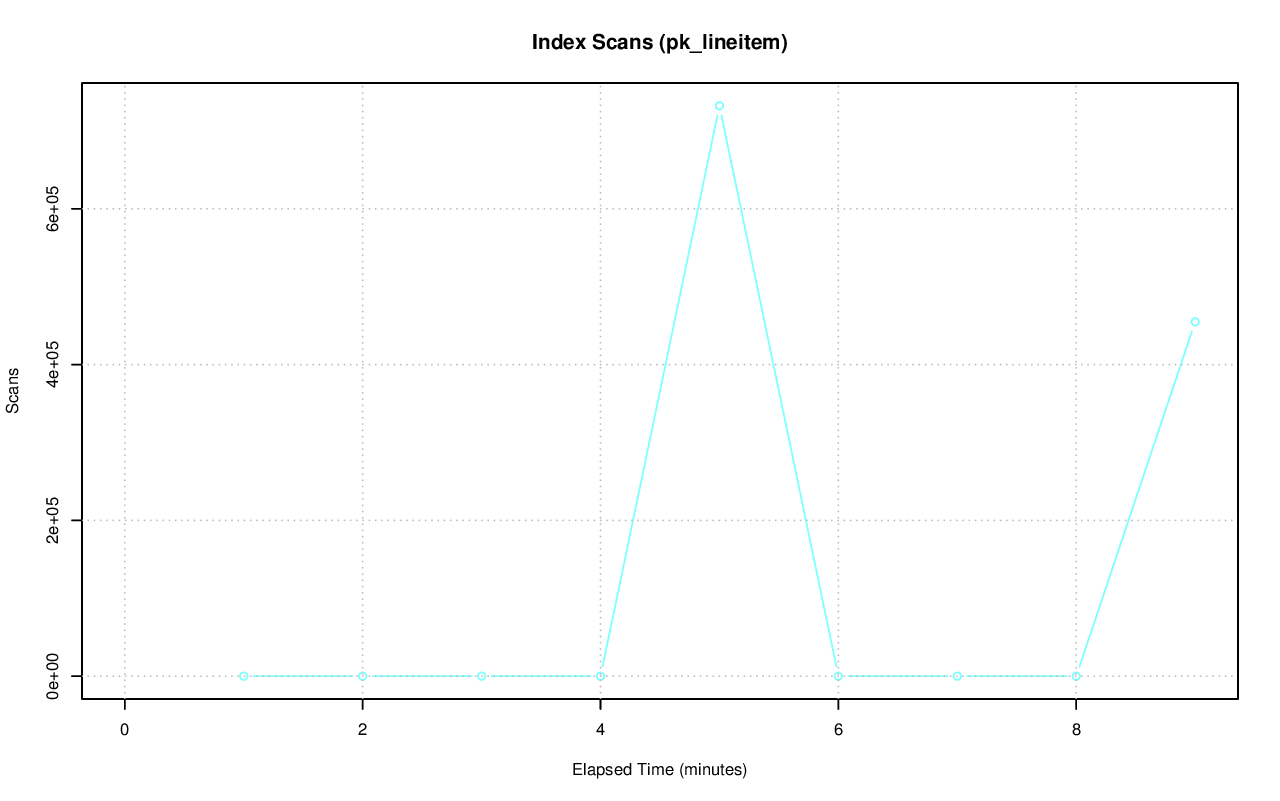 Index Scans (pk_lineitem)
Scans
6e+05
4e+05
2e+05
0e+00
0 2 4 6 8
Elapsed Time (minutes)